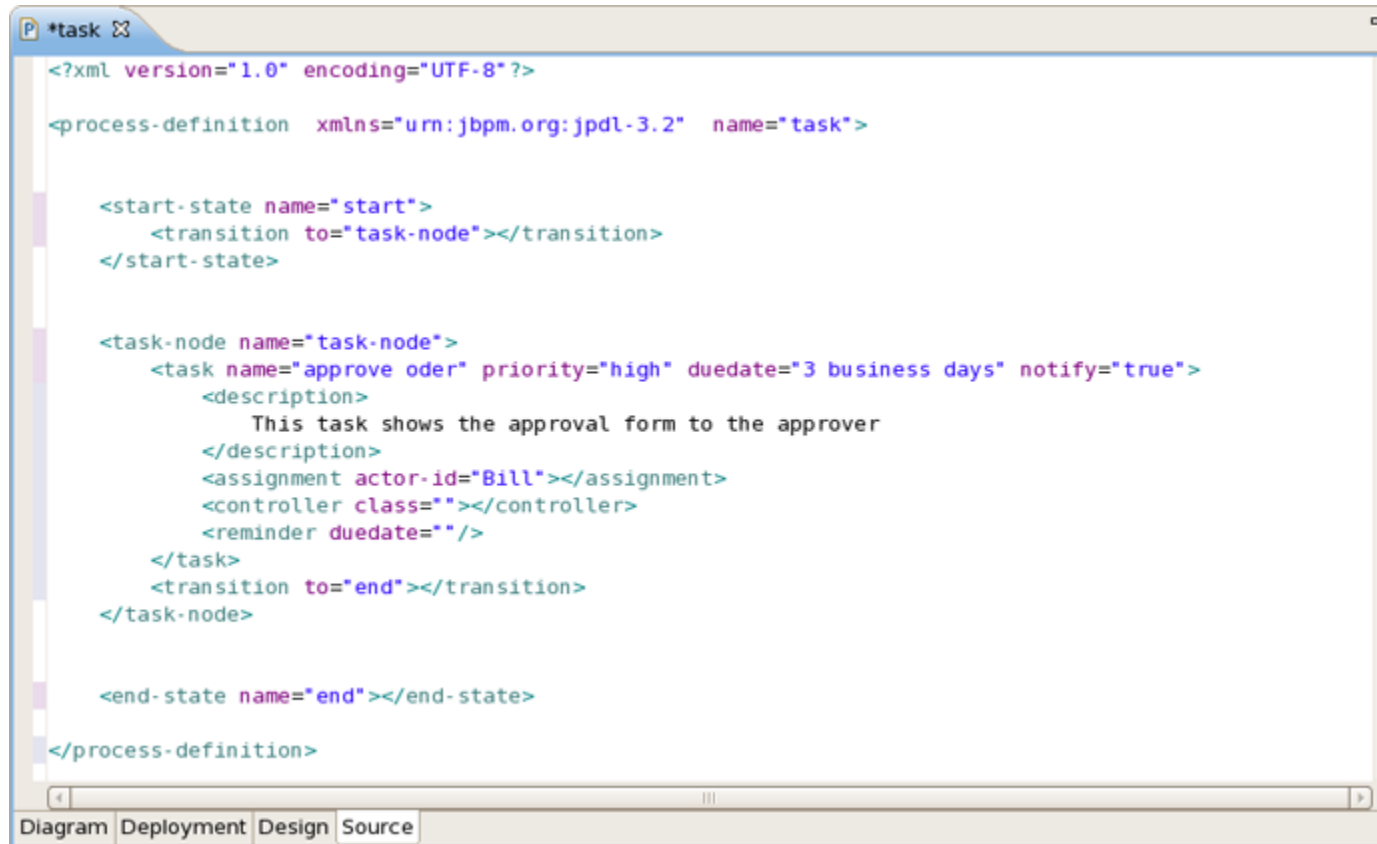 *task
<?xml version="1.0" encoding="UTF-8"?>
<process-definition  xmlns="urn:jbpm.org:jpdl-3.2"  name="task">
<start-state name="start">
<transition to="task-node"></transition>
</start-state>
<task-node name="task-node">
<task name="approve oder" priority="high" duedate="3 business days" notify="true">
<description>
This task shows the approval form to the approver
</description>
<assignment actor-id="Bill"></assignment>
<controller class=""></controller>
<reminder duedate=""/>
</task>
<transition to="end"></transition>
</task-node>
<end-state name="end"></end-state>
</process-definition>
Diagram Deployment Design Source